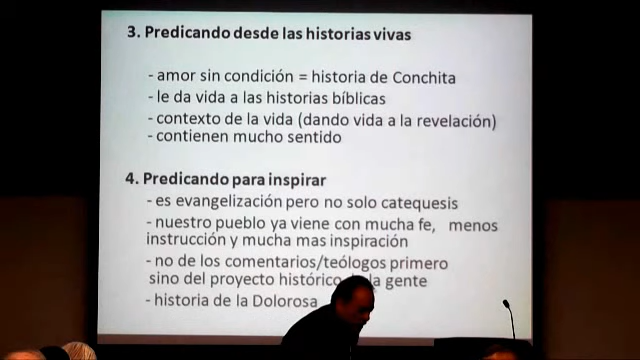 3. Predicando desde las historias vivas
- amor sin condición = historia de Conchita
- le da vida a las historias bíblicas
- contexto de la vida (dando vida a la revelación)
- contienen mucho sentido
4. Predicando para inspirar
- es evangelización pero no solo catequesis
- nuestro pueblo ya viene con mucha fe, menos
instrucción y mucha mas inspiración
- no de los comentarios/teólogos primero
sino del proyecto histórico la gente
- historia de la Dolorosa